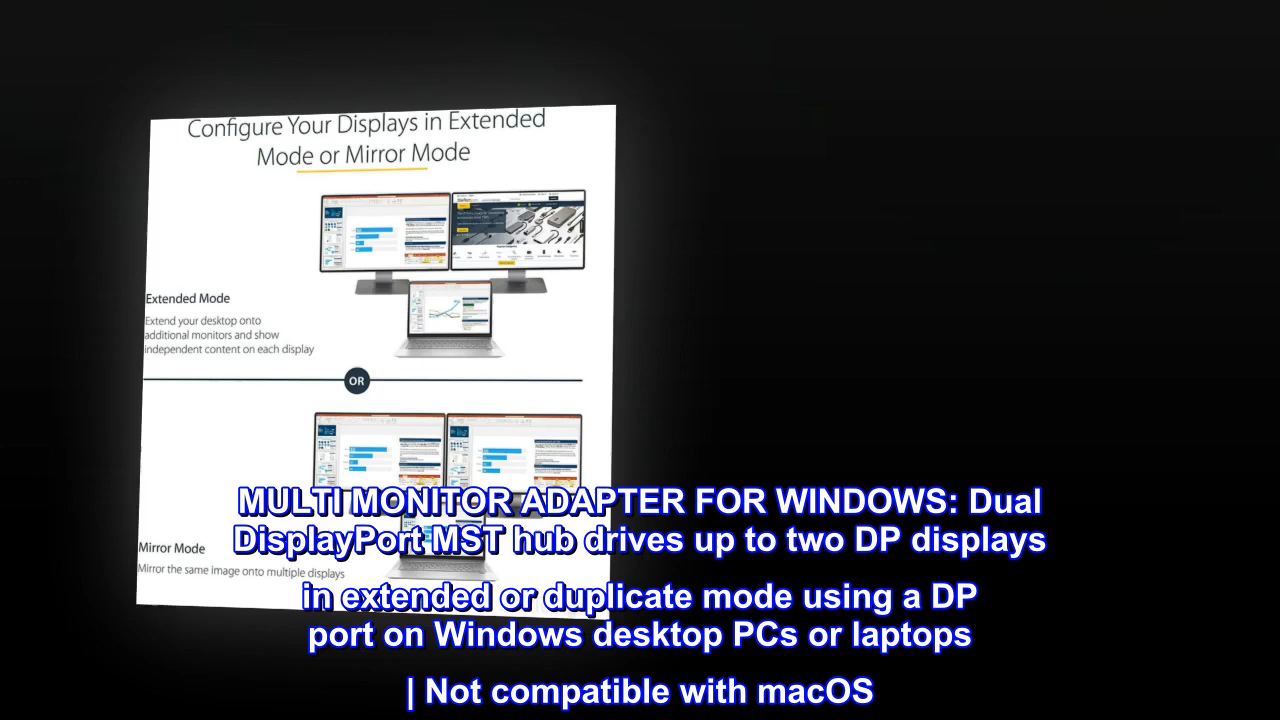 Configure Your Displays in Extended
Mode or Mirror Mode
Extended Mode
Extend your desktop onto
additional monitors and show
independent content on each display
OR
Mirror Mode
Mirror the same image onto multiple displays
MULTI MONITOR ADAPTER FOR WINDOWS: Dual
DisplayPort MST hub drives up to two DP displays
in extended or duplicate mode using a DP
port on Windows desktop PCs or laptops
| Not compatible with macOS